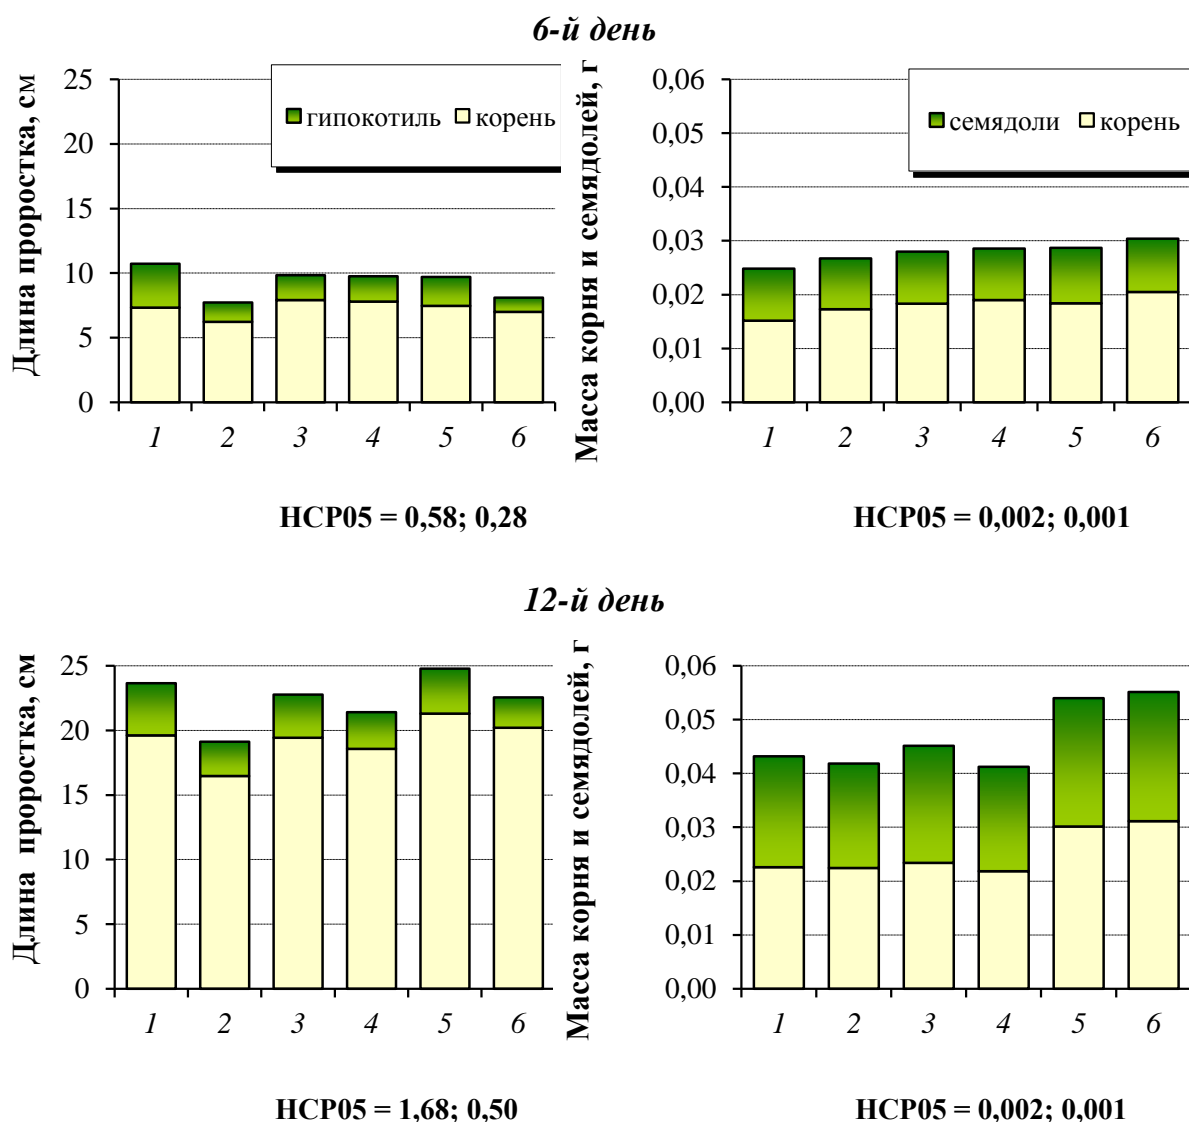 6-й день
Длина проростка, см
25
20
15
10
5
0
гипокотиль корень
1 2 3 4 5 6
НСР05 = 0,58; 0,28
Масса корня и семядолей, г
0,06
0,05
0,04
0,03
0,02
0,01
0,00
семядоли корень
1 2 3 4 5 6
НСР05 = 0,002; 0,001
12-й день
Длина проростка, см
25
20
15
10
5
0
1 2 3 4 5 6
НСР05 = 1,68; 0,50
Масса корня и семядолей, г
0,06
0,05
0,04
0,03
0,02
0,01
0,00
1 2 3 4 5 6
НСР05 = 0,002; 0,001